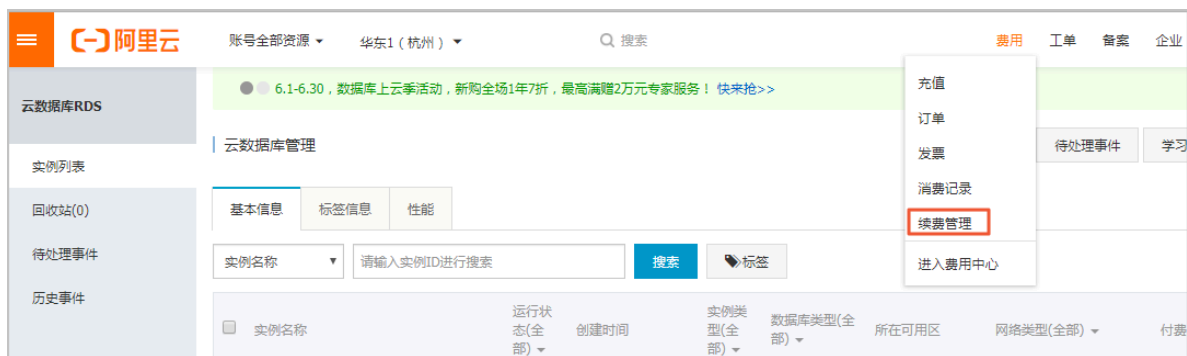 阿里云 账号全部资源 华东1(杭州) 搜索 费用 工单 备案 企业
云数据库RDS
实例列表
回收站(0)
待处理事件
历史事件
6.1-6.30,数据库上云季活动,新购全场1年7折,最高满赠2万元专家服务! 快来抢>>
云数据库管理
待处理事件 学习
基本信息 标签信息 性能
实例名称 请输入实例ID进行搜索 搜索 标签
实例名称 运行状态(全部) 创建时间 实例类型(全部) 数据库类型(全部) 所在可用区 网络类型(全部) 付费
充值
订单
发票
消费记录
续费管理
进入费用中心